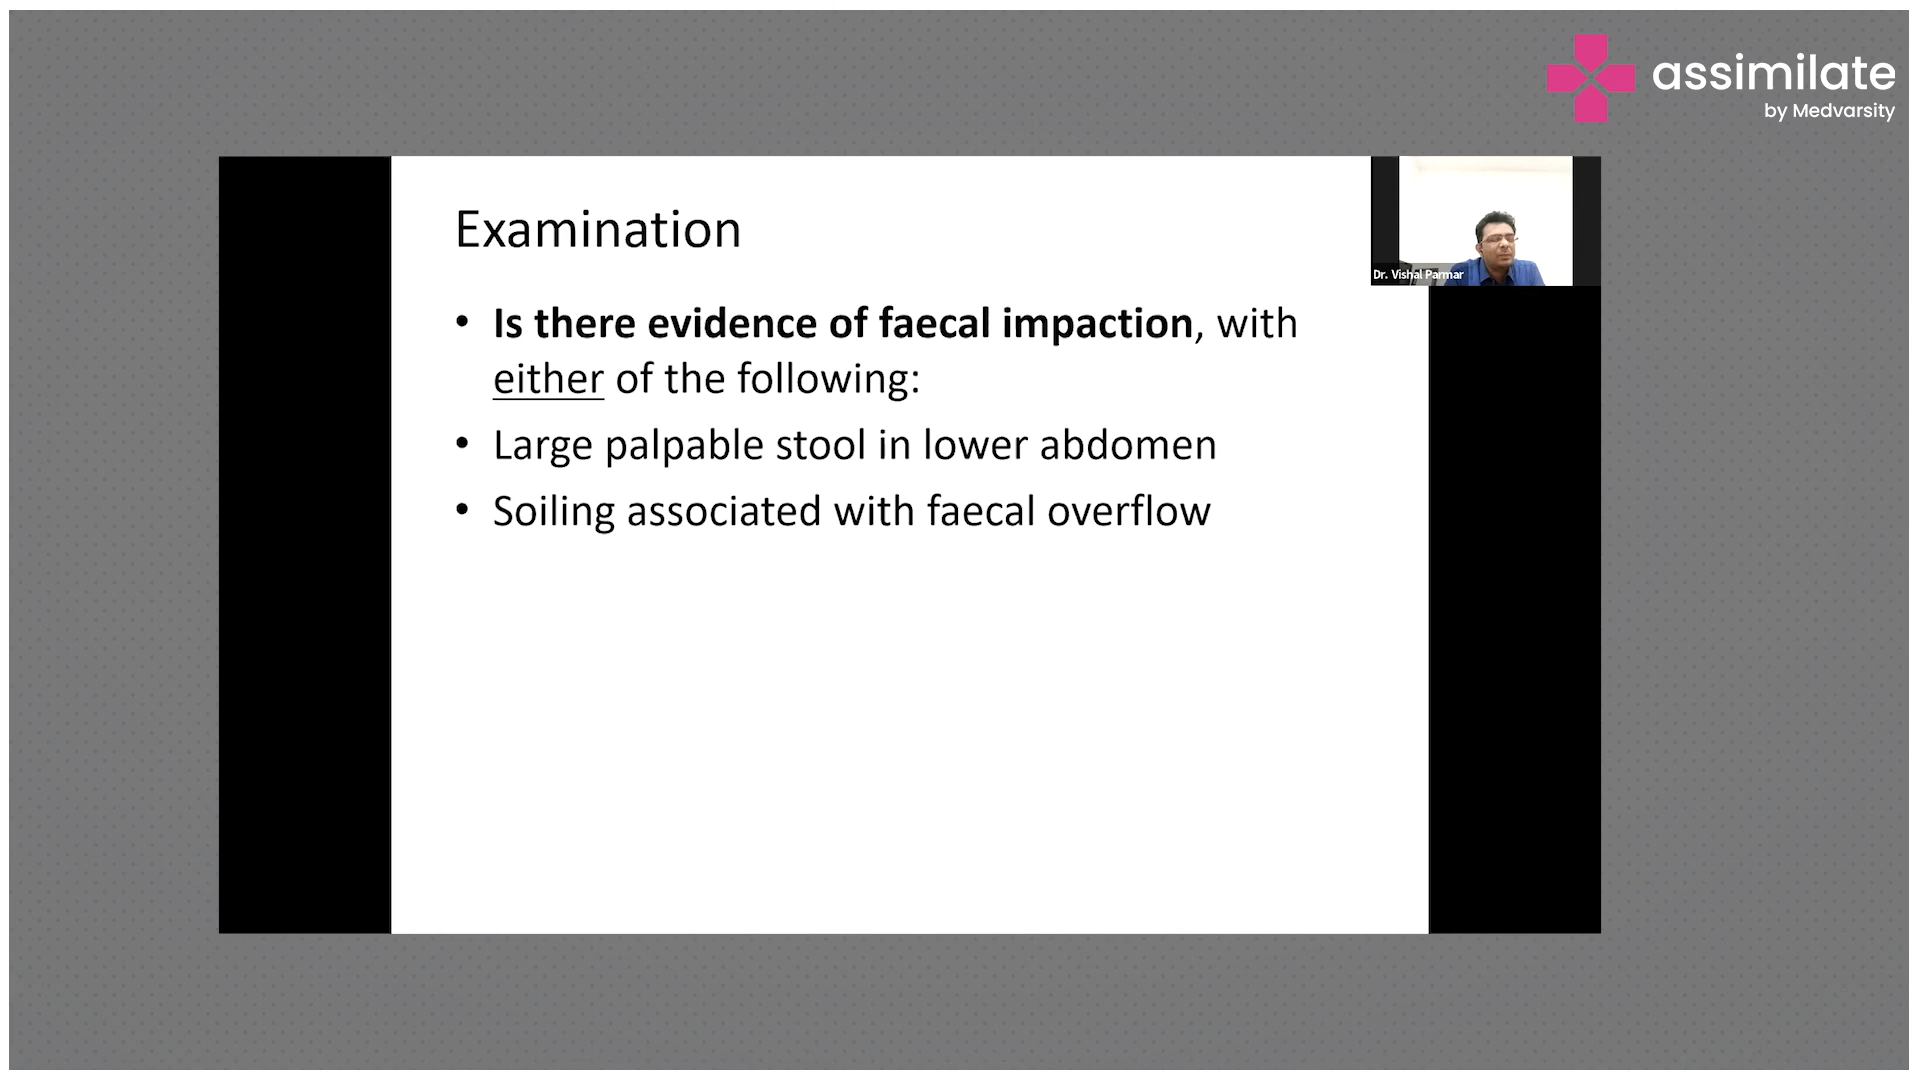 assimilate
by Medvarsity
Examination
Dr. Vishal Parmar
• Is there evidence of faecal impaction, with
either of the following:
• Large palpable stool in lower abdomen
• Soiling associated with faecal overflow